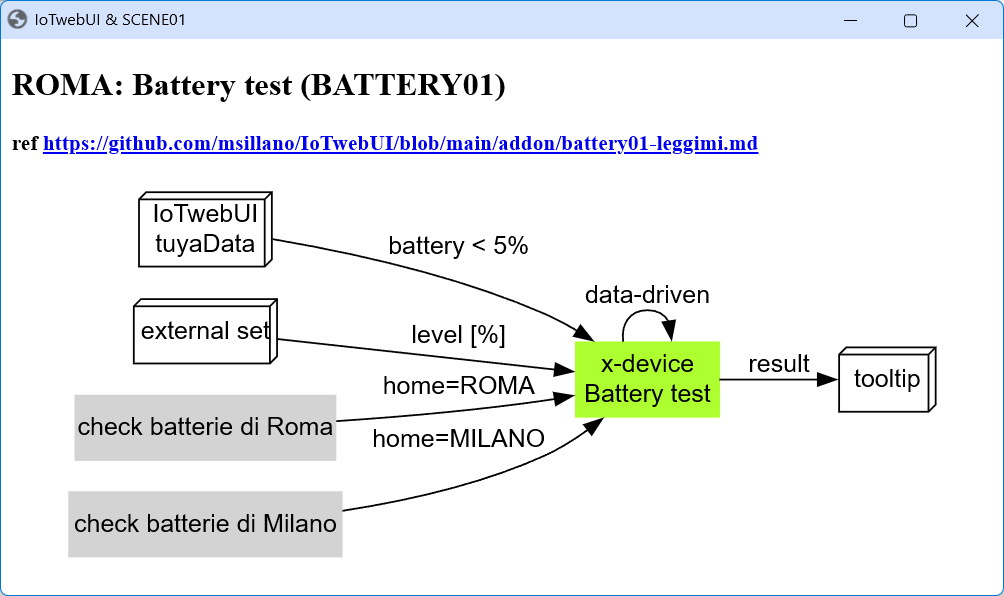 IoTwebUI & SCENE01
ROMA: Battery test (BATTERY01)
ref https://github.com/msillano/IoTwebUI/blob/main/addon/battery01-leggimi.md
IoTwebUI
tuyaData
battery < 5%
data-driven
external set
level [%]
x-device
Battery test
result
tooltip
home=ROMA
check batterie di Roma
home=MILANO
check batterie di Milano